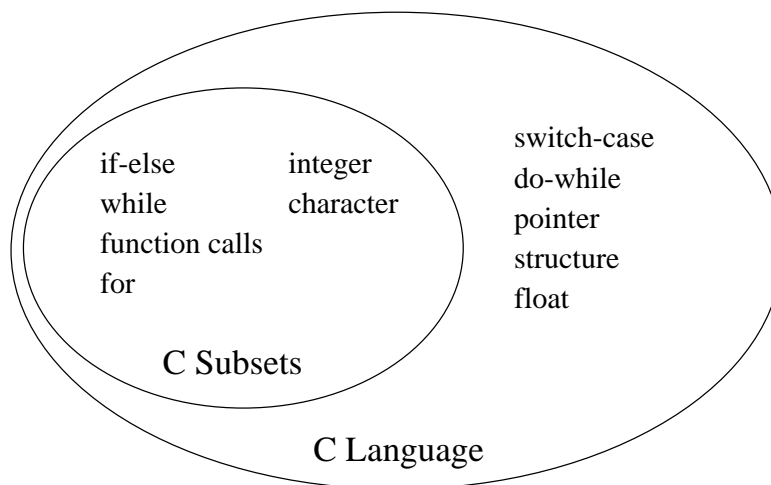 if-else
while
function calls
for
integer
character
C Subsets
switch-case
do-while
pointer
structure
float
C Language